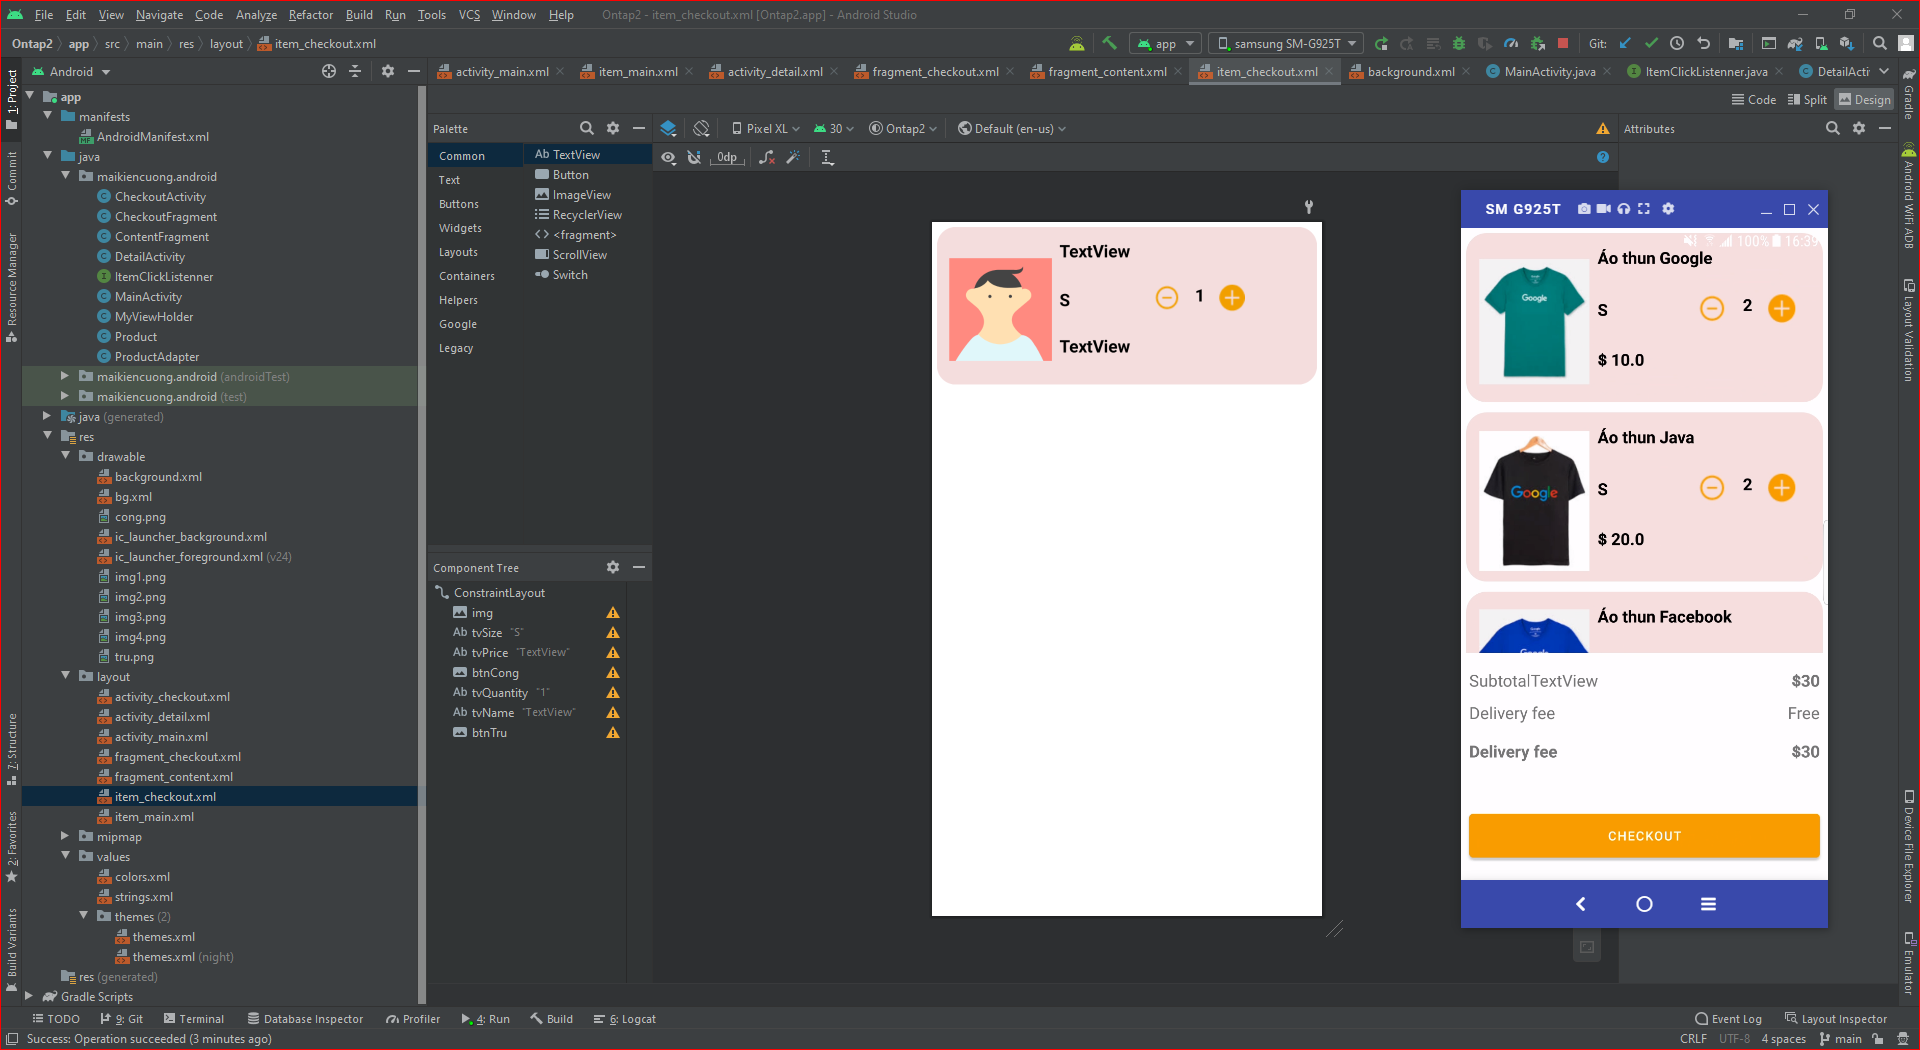 File Edit View Navigate Code Analyze Refactor Build Run Tools VCS Window Help Ontap2 - item_checkout.xml [Ontap2.app] - Android Studio
Ontap2 app src main res layout item_checkout.xml app samsung SM-G925T Git:
Android
activity_main.xml item_main.xml activity_detail.xml fragment_checkout.xml fragment_content.xml item_checkout.xml background.xml MainActivity.java ItemClickListenner.java DetailActi
Code Split Design
1: Project
Commit
Resource Manager
7: Structure
2: Favorites
Build Variants
app
manifests
AndroidManifest.xml
java
maikiencuong.android
CheckoutActivity
CheckoutFragment
ContentFragment
DetailActivity
ItemClickListenner
MainActivity
MyViewHolder
Product
ProductAdapter
maikiencuong.android (androidTest)
maikiencuong.android (test)
java (generated)
res
drawable
background.xml
bg.xml
cong.png
ic_launcher_background.xml
ic_launcher_foreground.xml (v24)
img1.png
img2.png
img3.png
img4.png
tru.png
layout
activity_checkout.xml
activity_detail.xml
activity_main.xml
fragment_checkout.xml
fragment_content.xml
item_checkout.xml
item_main.xml
mipmap
values
colors.xml
strings.xml
themes (2)
themes.xml
themes.xml (night)
res (generated)
Gradle Scripts
Palette
Common
Text
Buttons
Widgets
Layouts
Containers
Helpers
Google
Legacy
Ab TextView
Button
ImageView
RecyclerView
<fragment>
ScrollView
Switch
Component Tree
ConstraintLayout
img
Ab tvSize "S"
Ab tvPrice "TextView"
btnCong
Ab tvQuantity "1"
Ab tvName "TextView"
btnTru
Pixel XL 30 Ontap2 Default (en-us)
0dp
TextView
S 1
TextView
Attributes
SM G925T
100% 16:39
Áo thun Google
Google
S 2
$ 10.0
Áo thun Java
Google
S 2
$ 20.0
Áo thun Facebook
Google
SubtotalTextView $30
Delivery fee Free
Delivery fee $30
CHECKOUT
Gradle
Android WiFi ADB
Layout Validation
Device File Explorer
Emulator
TODO 9: Git Terminal Database Inspector Profiler 4: Run Build 6: Logcat Event Log Layout Inspector
Success: Operation succeeded (3 minutes ago) CRLF UTF-8 4 spaces main